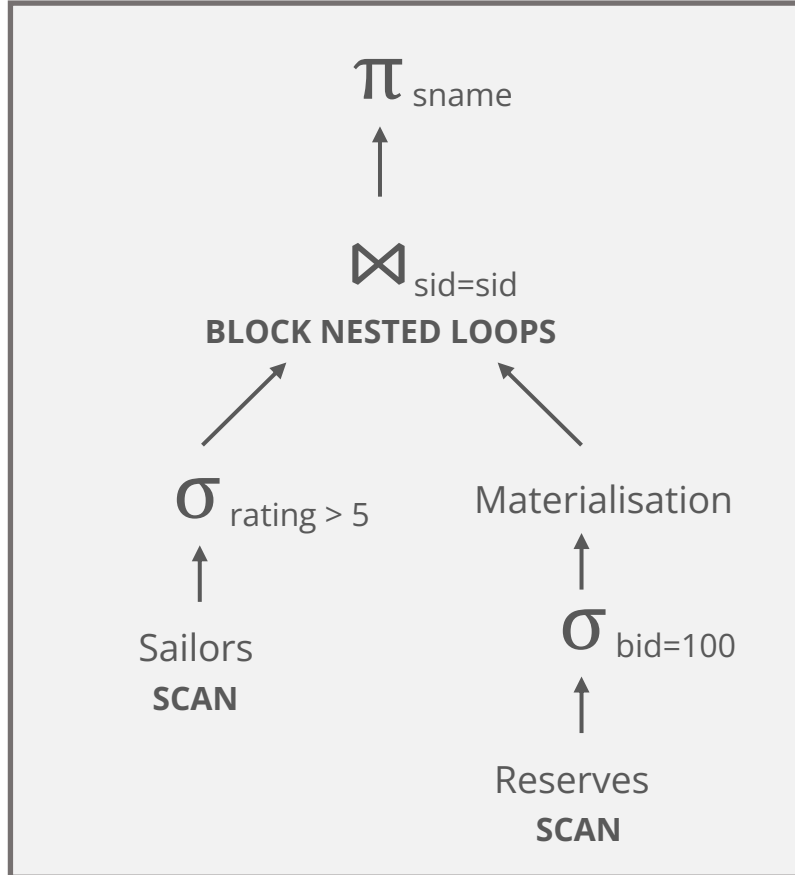 π sname
⋈ sid=sid
BLOCK NESTED LOOPS
σ rating > 5
Materialisation
σ bid=100
Sailors
SCAN
Reserves
SCAN